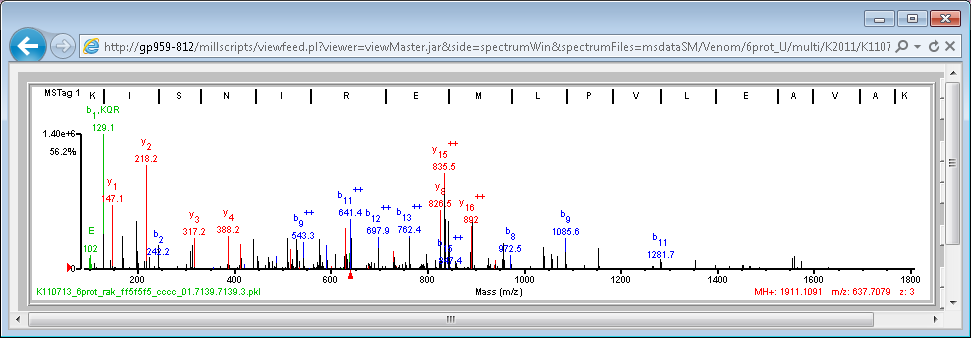 http://gp959-812/millscripts/viewfeed.pl?viewer=viewMaster.jar&side=spectrumWin&spectrumFiles=msdataSM/Venom/6prot_U/multi/K2011/K1107
MSTag 1 K I S N I R E M L P V L E A V A K
b1,KQR
129.1
1.40e+6
56.2%
y2
218.2
y15++
835.5
y1
147.1
y8
826.5
y16++
892
b11++
641.4
E
102
b2
242.2
y3
317.2
y4
388.2
b9++
543.3
b12++
697.9
b13++
762.4
b8
972.5
b9
1085.6
b11
1281.7
200 400 600 800 1000 1200 1400 1600 1800
K110713_6prot_rak_ff5f5f5_cccc_01.7139.7139.3.pkl Mass (m/z) MH+: 1911.1091 m/z: 637.7079 z: 3